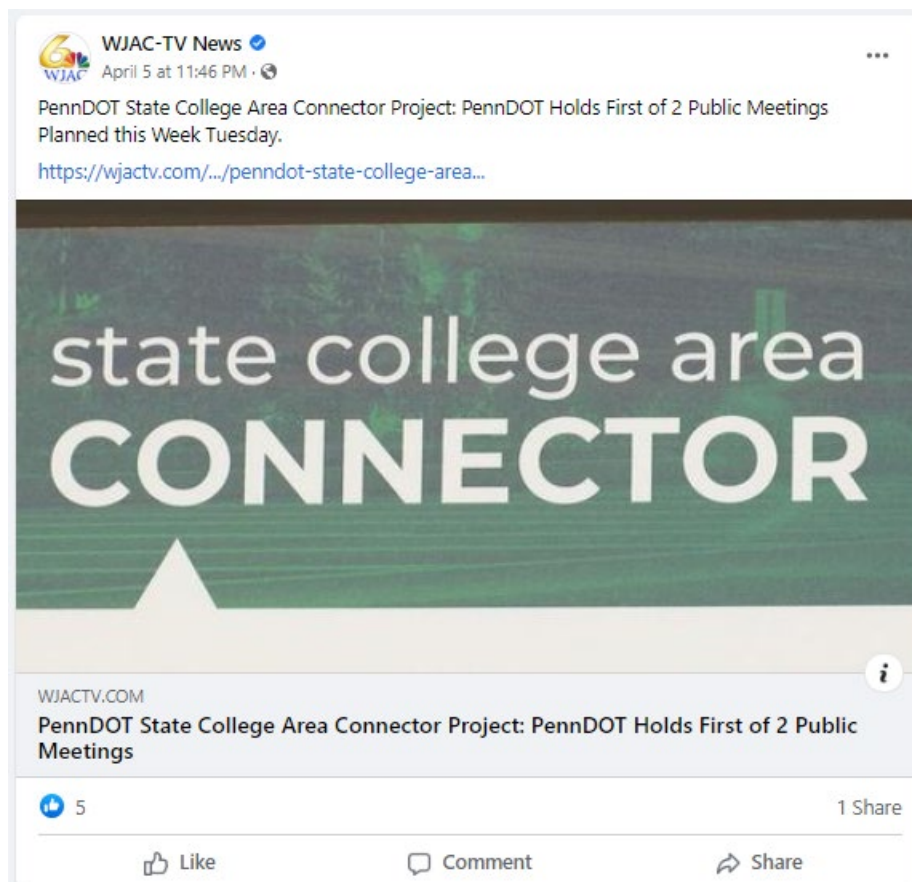 6
WJAC
WJAC-TV News
April 5 at 11:46 PM ·
PennDOT State College Area Connector Project: PennDOT Holds First of 2 Public Meetings
Planned this Week Tuesday.
https://wjactv.com/.../penndot-state-college-area...
state college area
CONNECTOR
i
WJACTV.COM
PennDOT State College Area Connector Project: PennDOT Holds First of 2 Public
Meetings
5
1 Share
Like
Comment
Share